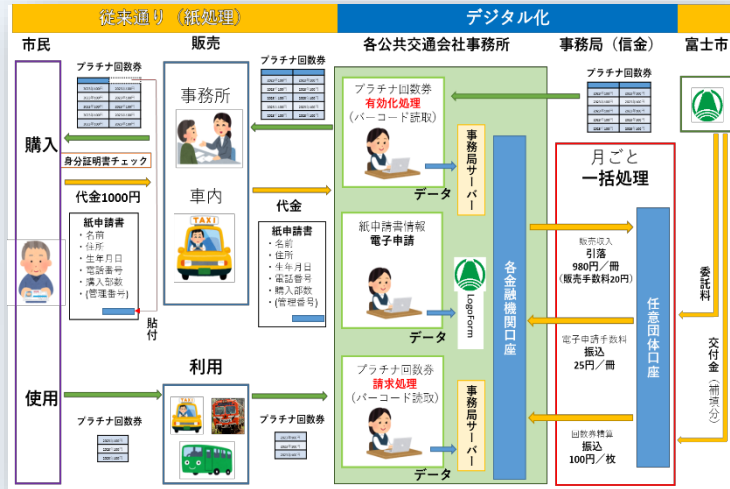 従来通り（紙処理）
デジタル化
市民
販売
各公共交通会社事務所
事務局（信金）
富士市
プラチナ回数券
購入
身分証明書チェック
代金1000円
紙申請書
・名前
・住所
・生年月日
・電話番号
・購入部数
・(管理番号)
貼付
使用
プラチナ回数券
事務所
車内
TAXI
利用
プラチナ回数券
代金
紙申請書
・名前
・住所
・生年月日
・電話番号
・購入部数
・(管理番号)
プラチナ回数券
プラチナ回数券
有効化処理
(バーコード読取)
データ
事務局サーバー
紙申請書情報
電子申請
LogoForm
データ
プラチナ回数券
請求処理
(バーコード読取)
データ
事務局サーバー
各金融機関口座
プラチナ回数券
月ごと
一括処理
販売収入
引落
980円／冊
(販売手数料20円)
電子申請手数料
振込
25円／冊
回数券精算
振込
100円／枚
任意団体口座
委託料
交付金（補填分）